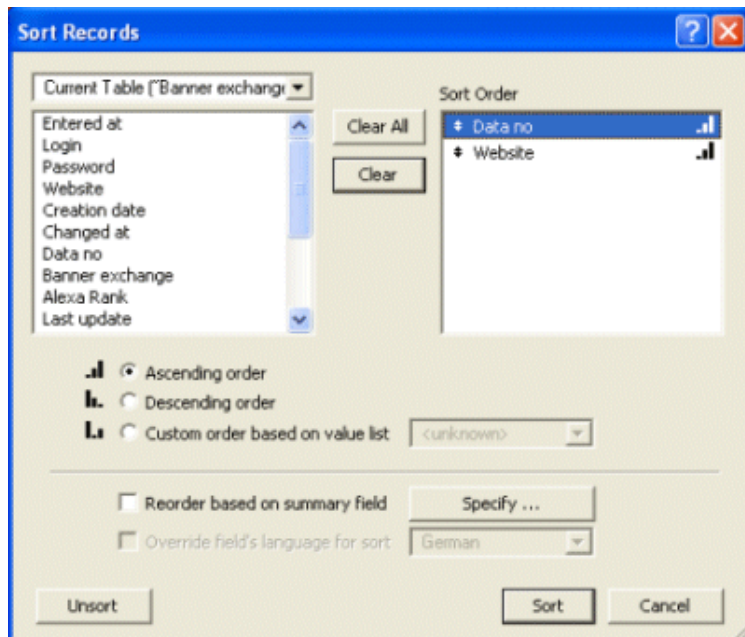 Sort Records
Current Table ("Banner exchange
Sort Order
Entered at
Login
Password
Website
Creation date
Changed at
Data no
Banner exchange
Alexa Rank
Last update
Clear All
Clear
Data no
Website
Ascending order
Descending order
Custom order based on value list <unknown>
Reorder based on summary field Specify ...
Override field's language for sort German
Unsort Sort Cancel